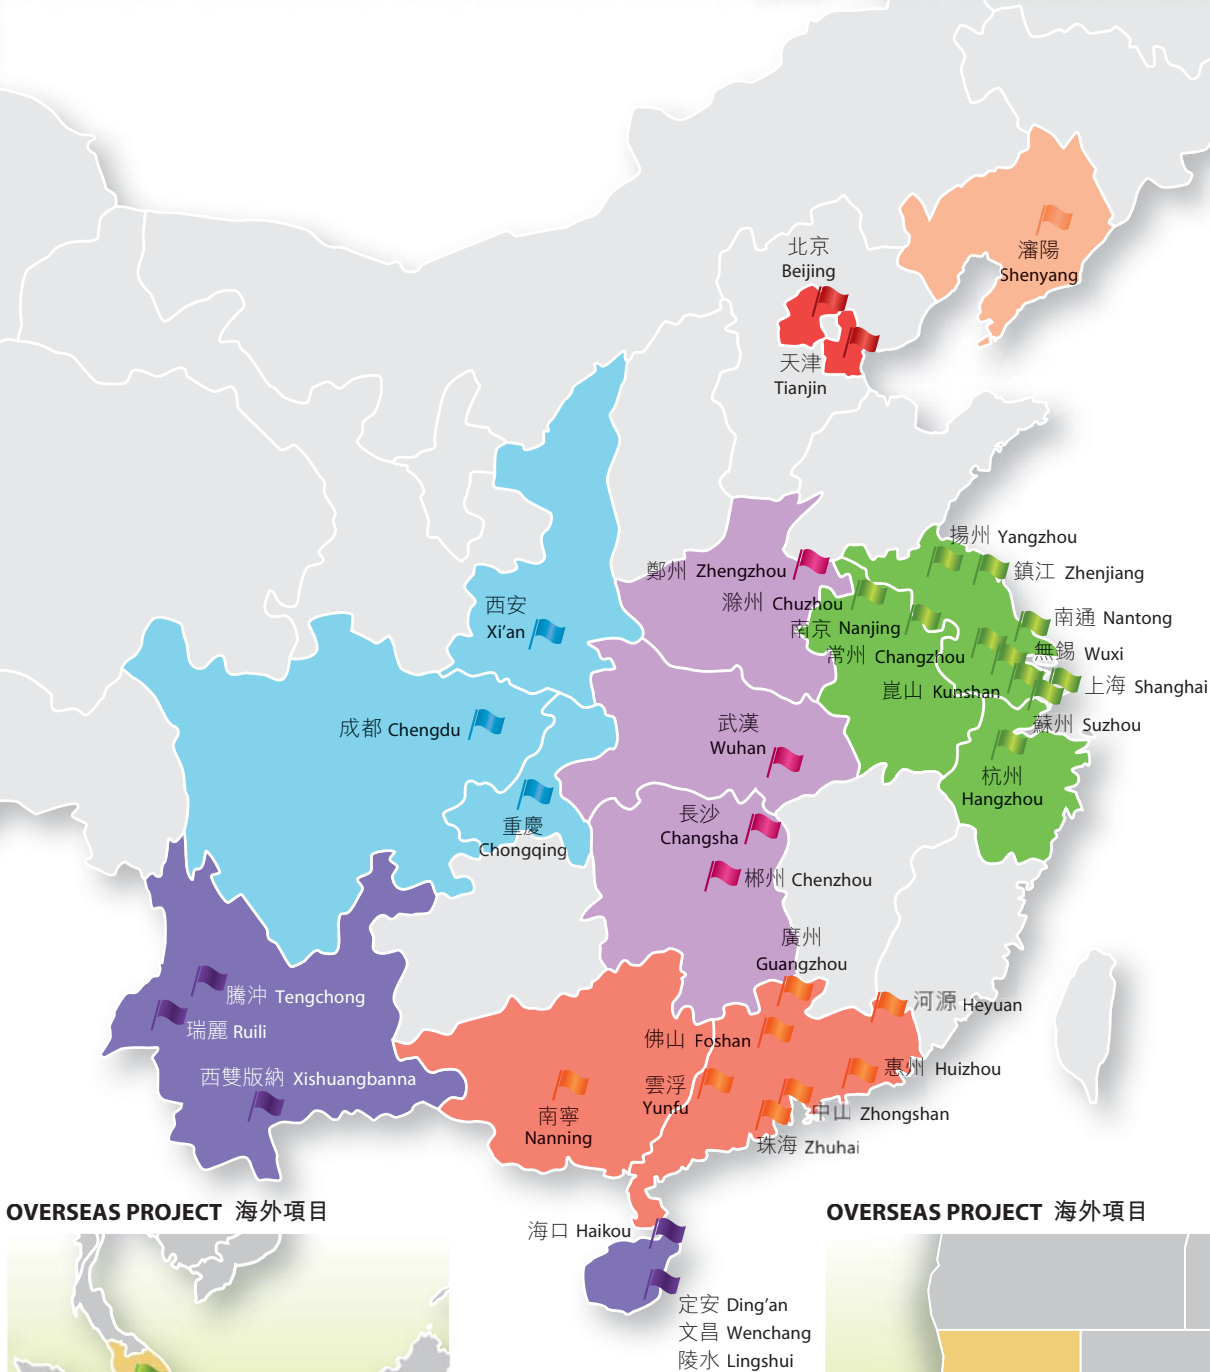 北京
Beijing
瀋陽
Shenyang
天津
Tianjin
揚州 Yangzhou
鄭州 Zhengzhou
鎮江 Zhenjiang
滁州 Chuzhou
西安
Xi'an
南通 Nantong
南京 Nanjing
無錫 Wuxi
常州 Changzhou
上海 Shanghai
崑山 Kunshan
蘇州 Suzhou
成都 Chengdu
武漢
Wuhan
杭州
Hangzhou
重慶
Chongqing
長沙
Changsha
郴州 Chenzhou
廣州
Guangzhou
騰沖 Tengchong
河源 Heyuan
瑞麗 Ruili
佛山 Foshan
惠州 Huizhou
西雙版納 Xishuangbanna
雲浮
Yunfu
南寧
Nanning
中山 Zhongshan
珠海 Zhuhai
OVERSEAS PROJECT 海外項目
OVERSEAS PROJECT 海外項目
海口 Haikou
定安 Ding'an
文昌 Wenchang
陵水 Lingshui